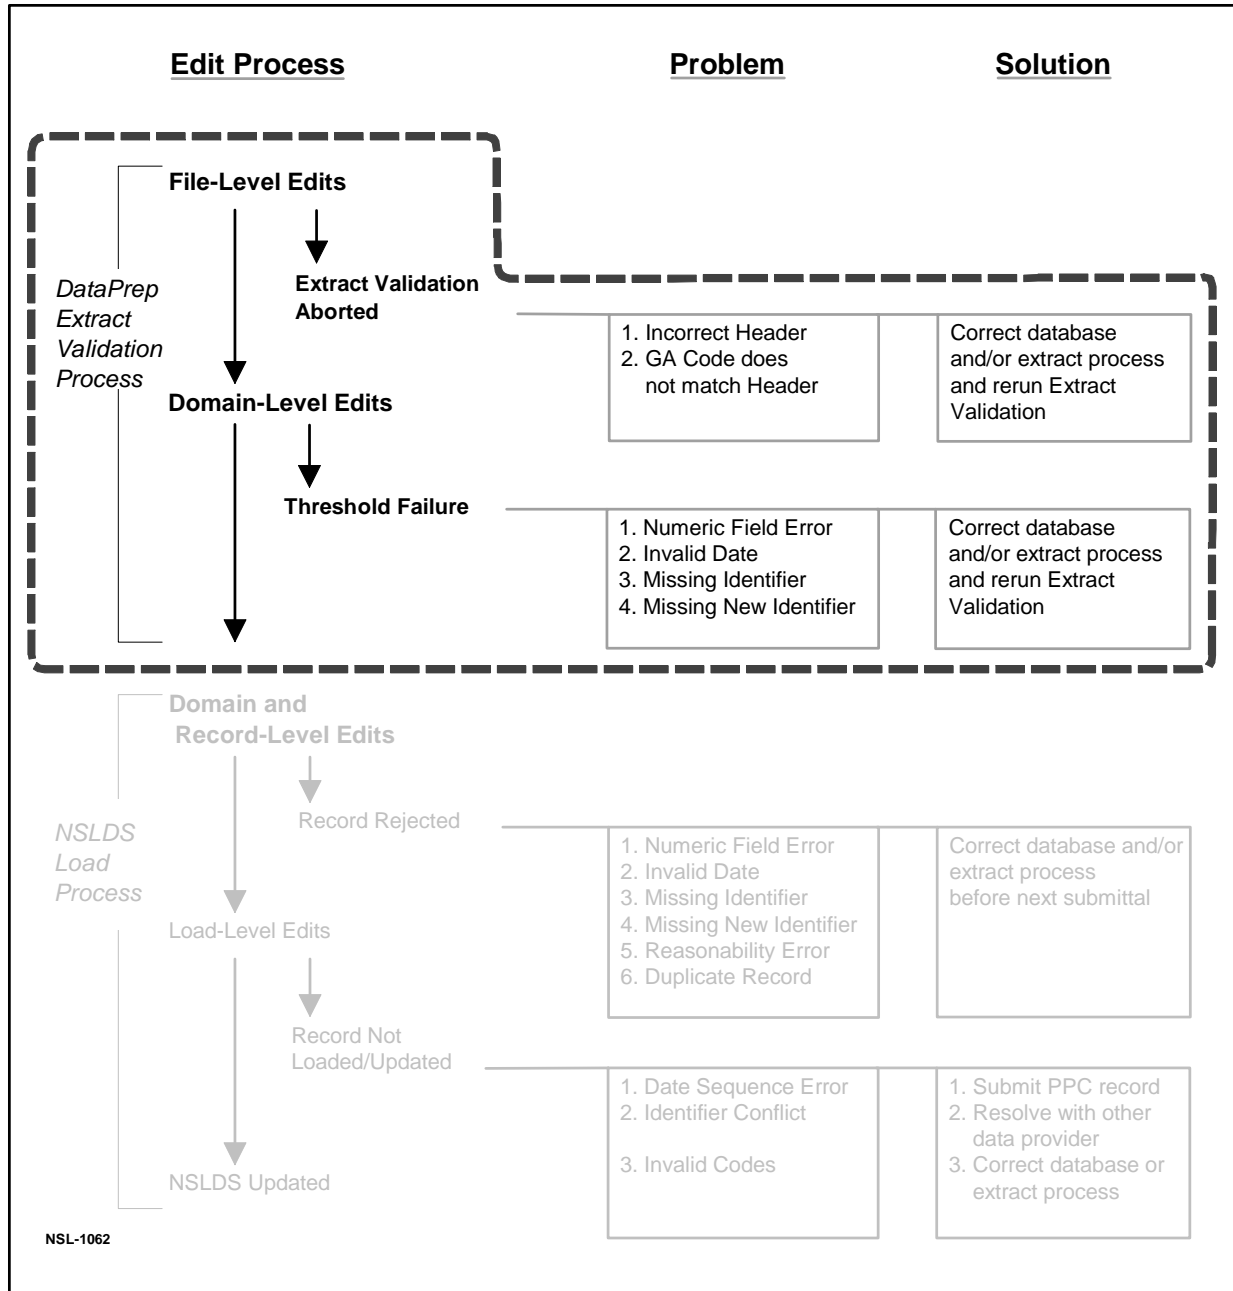 Edit Process
Problem
Solution
File-Level Edits
Extract Validation
Aborted
DataPrep
Extract
Validation
Process
1. Incorrect Header
2. GA Code does
not match Header
Correct database
and/or extract process
and rerun Extract
Validation
Domain-Level Edits
Threshold Failure
1. Numeric Field Error
2. Invalid Date
3. Missing Identifier
4. Missing New Identifier
Correct database
and/or extract process
and rerun Extract
Validation
Domain and
Record-Level Edits
Record Rejected
NSLDS
Load
Process
1. Numeric Field Error
2. Invalid Date
3. Missing Identifier
4. Missing New Identifier
5. Reasonability Error
6. Duplicate Record
Correct database and/or
extract process
before next submittal
Load-Level Edits
Record Not
Loaded/Updated
1. Date Sequence Error
2. Identifier Conflict
3. Invalid Codes
1. Submit PPC record
2. Resolve with other
data provider
3. Correct database or
extract process
NSLDS Updated
NSL-1062